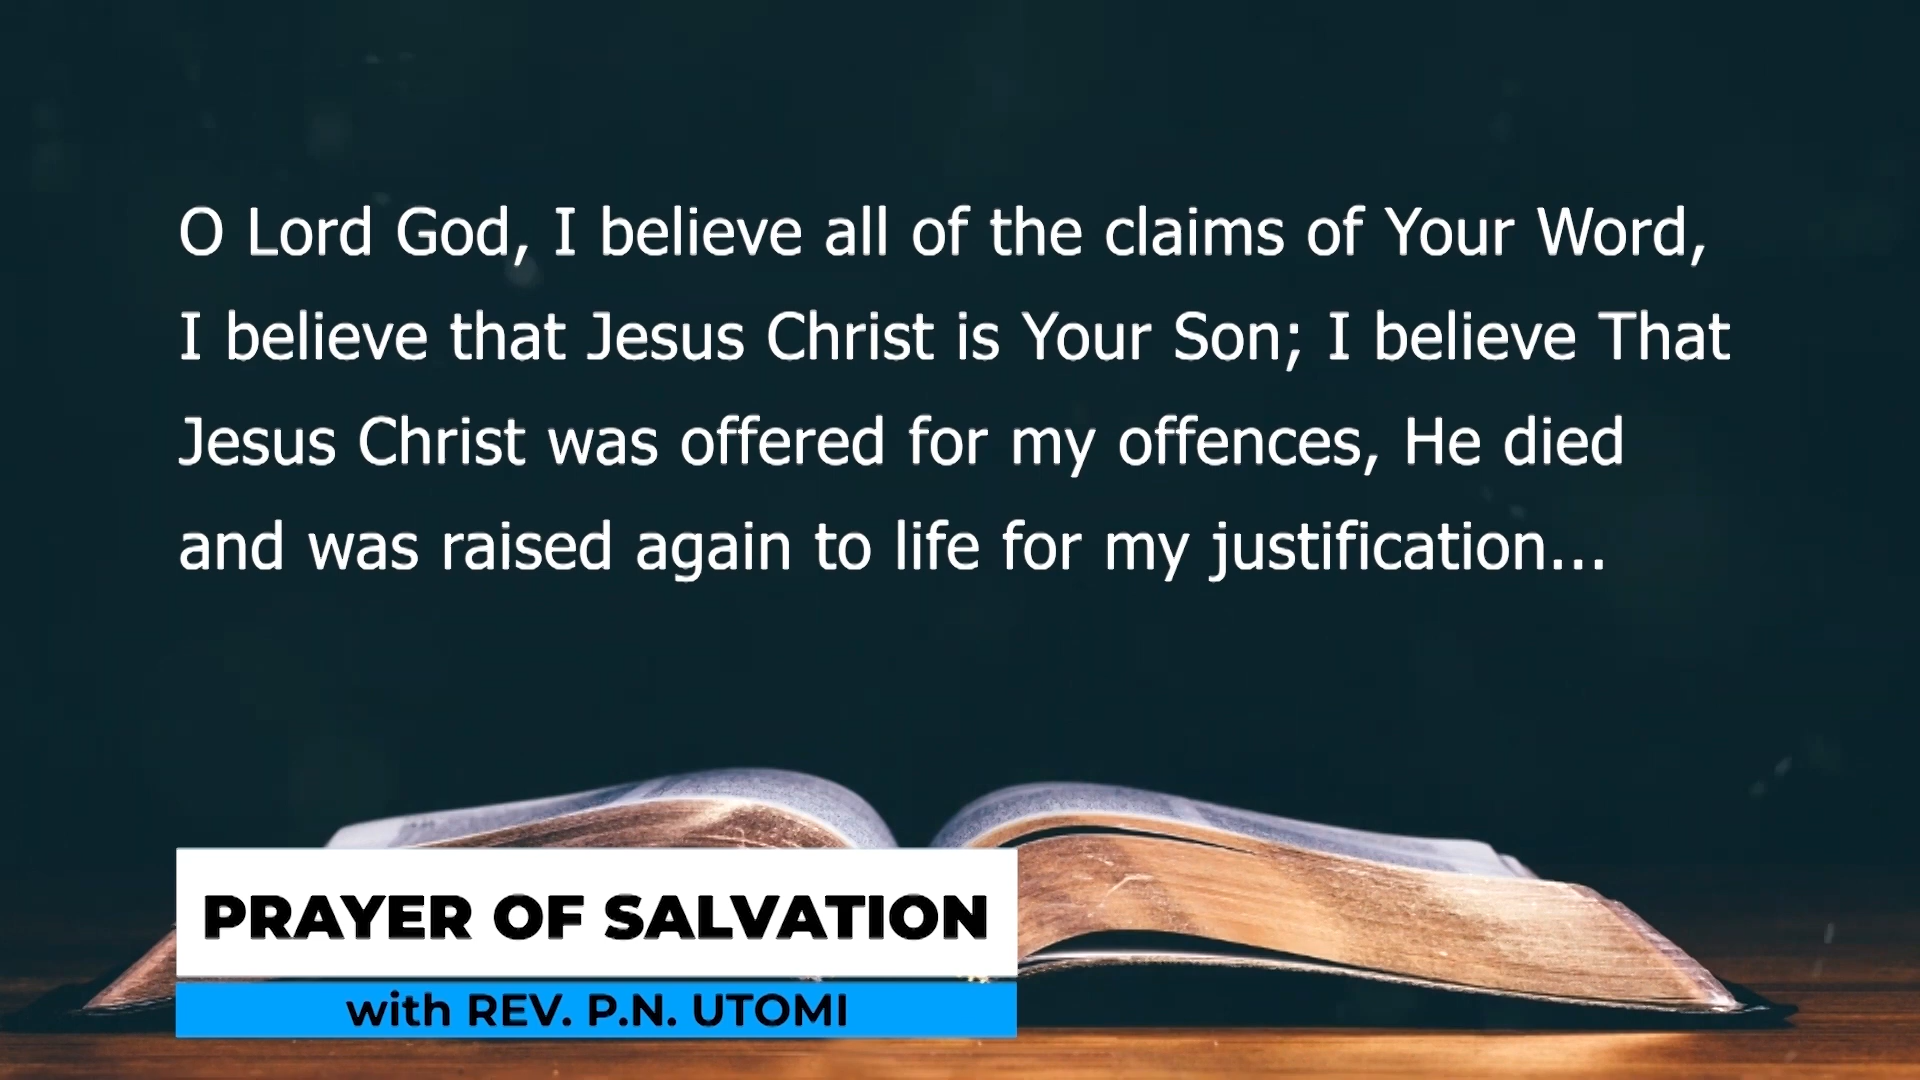 O Lord God, I believe all of the claims of Your Word,
I believe that Jesus Christ is Your Son; I believe That
Jesus Christ was offered for my offences, He died
and was raised again to life for my justification...
PRAYER OF SALVATION
with REV. P.N. UTOMI